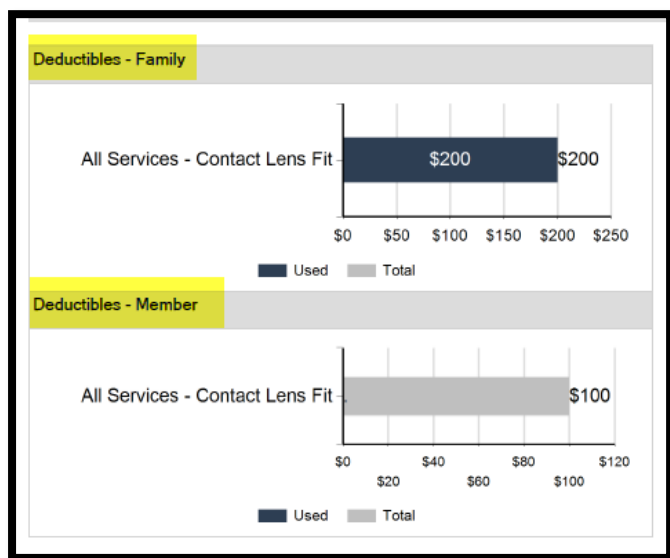 Deductibles - Family
All Services - Contact Lens Fit
$200 $200
$0 $50 $100 $150 $200 $250
Used Total
Deductibles - Member
All Services - Contact Lens Fit
$100
$0 $40 $80 $120
$20 $60 $100
Used Total